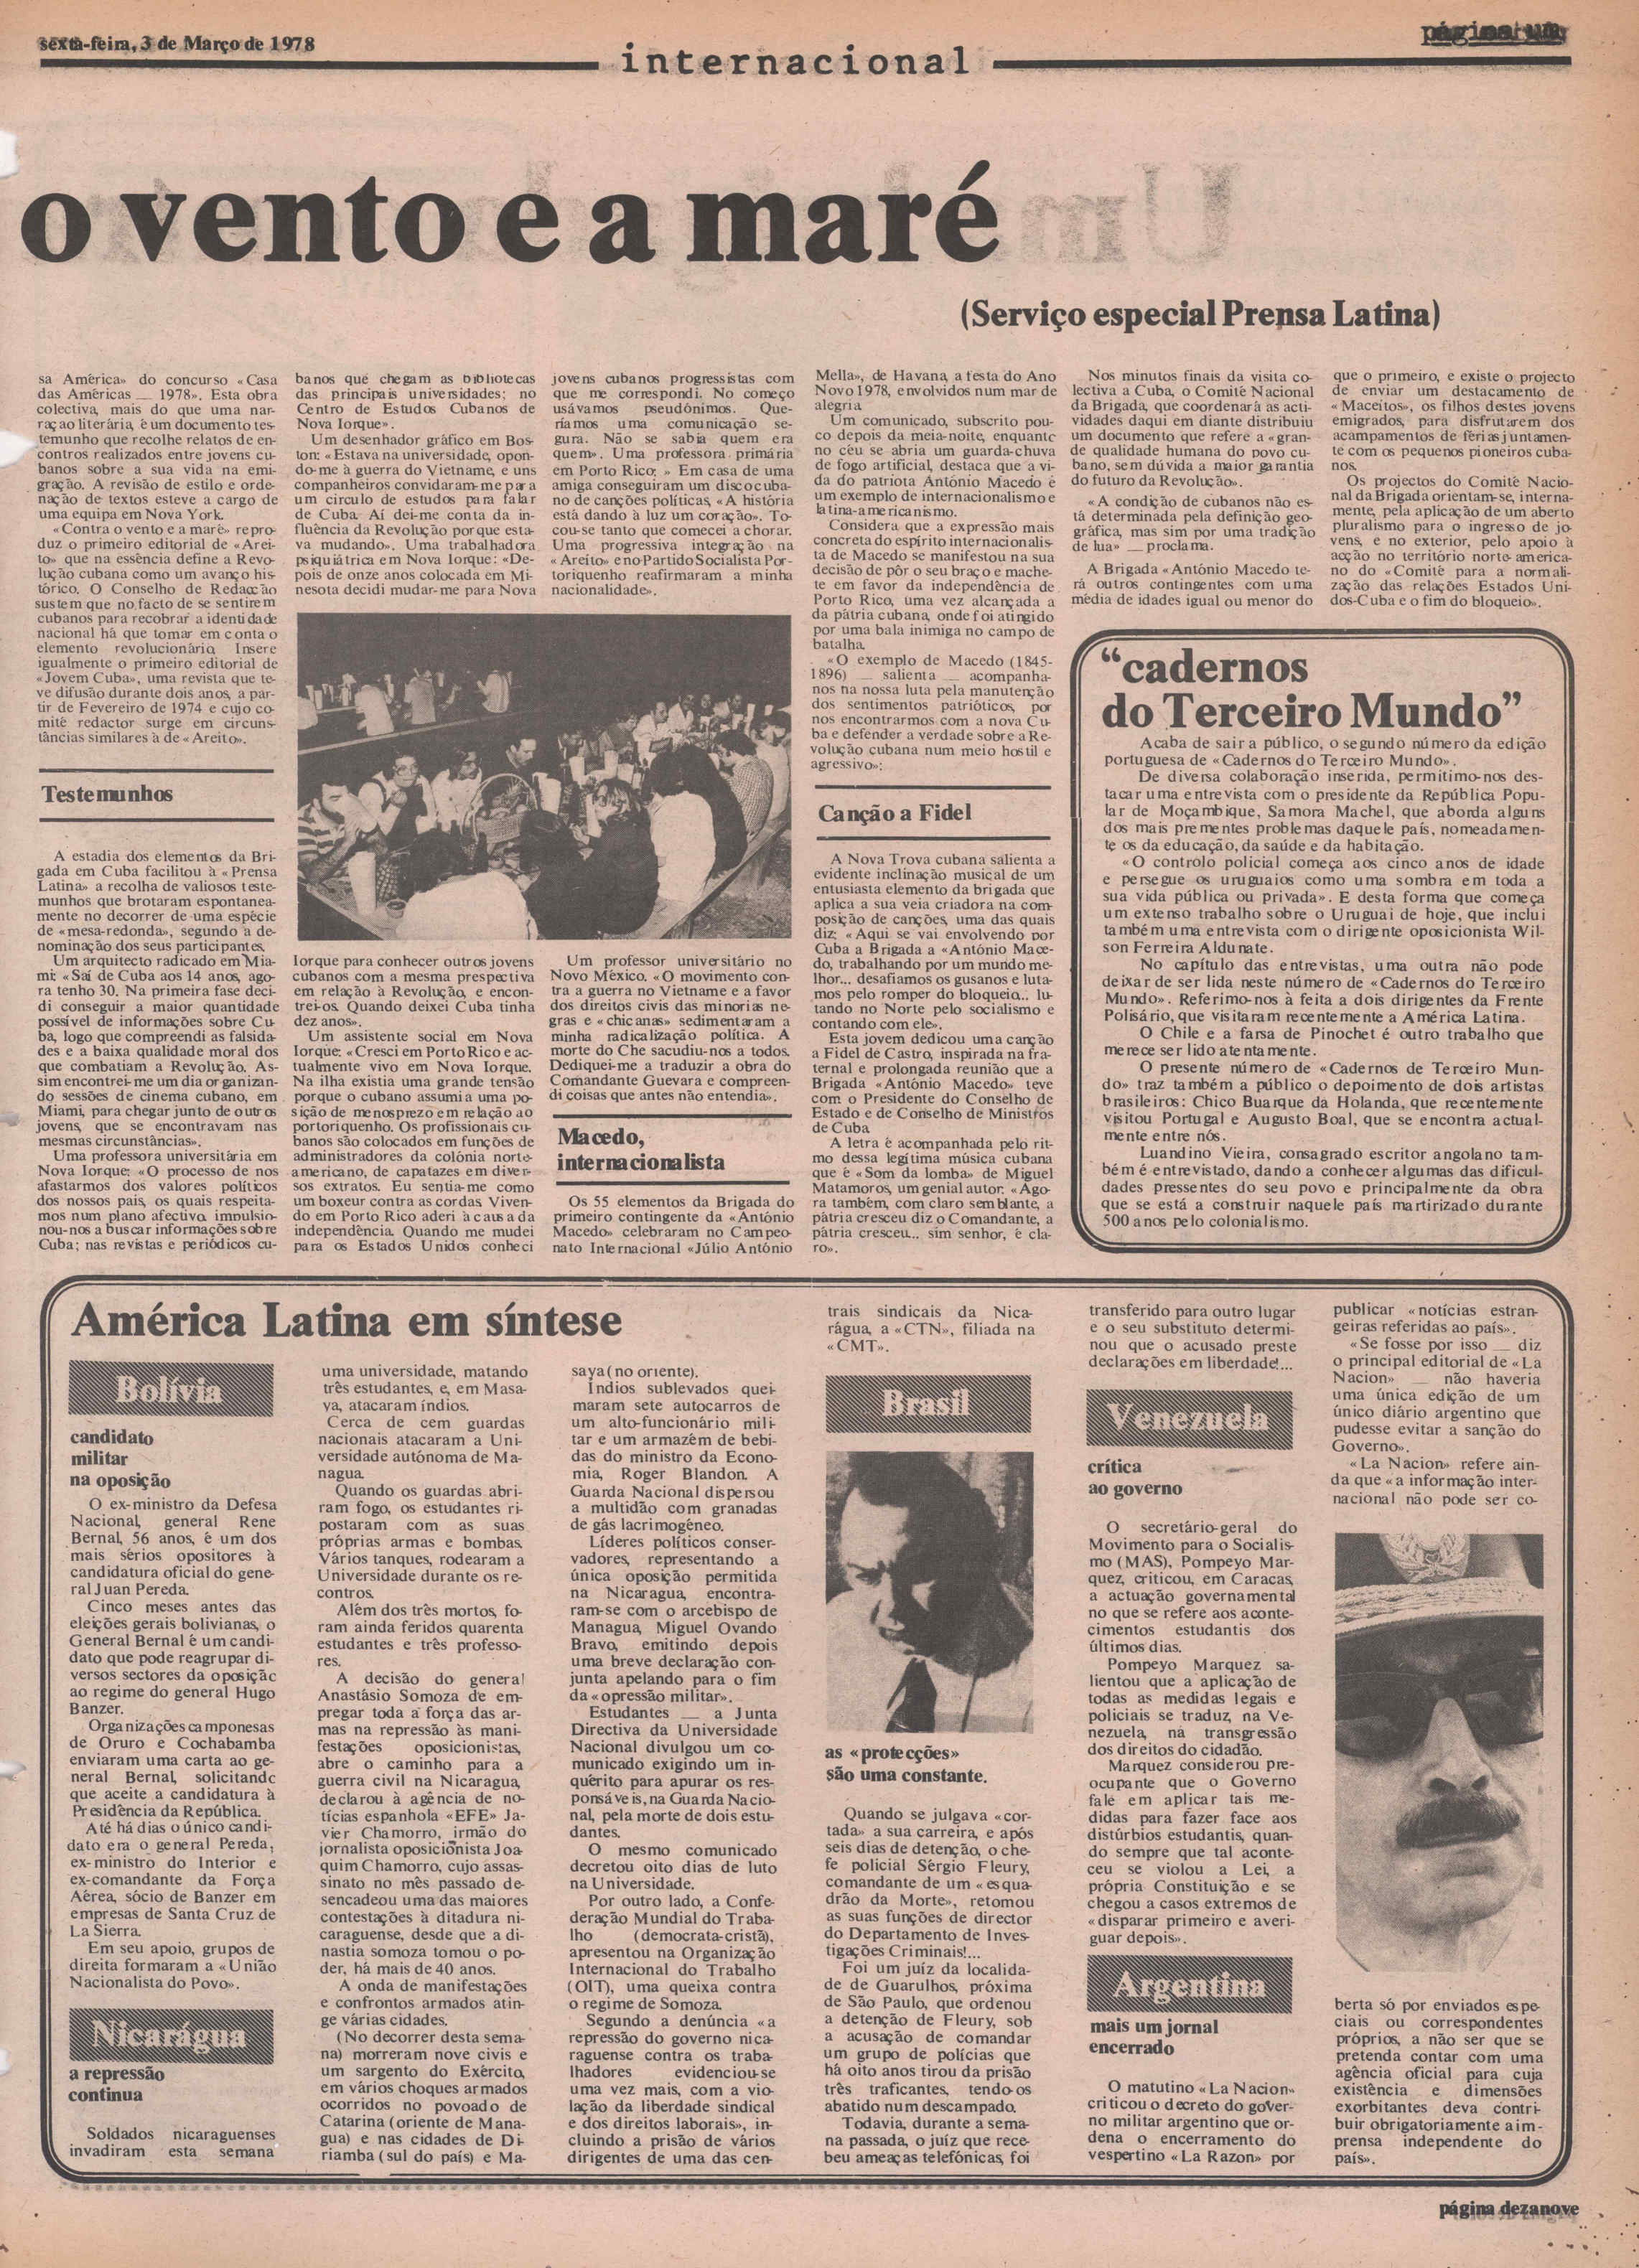 sexta-feira, 3 de Março de 1978
internacional
página um
o vento e a maré
(Serviço especial Prensa Latina)
sa América» do concurso «Casa
das Américas — 1978». Esta obra
colectiva, mais do que uma nar-
ração literária, é um documento tes-
temunho que recolhe relatos de en-
contros realizados entre jovens cu-
banos sobre a sua vida na emi-
gração. A revisão de estilo e orde-
nação de textos esteve a cargo de
uma equipa em Nova York.
«Contra o vento e a maré» repro-
duz o primeiro editorial de «Arei-
to» que na essência define a Revo-
lução cubana como um avanço his-
tórico. O Conselho de Redacção
sustem que no facto de se sentirem
cubanos para recobrar a identidade
nacional há que tomar em conta o
elemento revolucionário. Insere
igualmente o primeiro editorial de
«Jovem Cuba», uma revista que te-
ve difusão durante dois anos, a par-
tir de Fevereiro de 1974 e cujo co-
mité redactor surge em circuns-
tâncias similares à de «Areito».
Testemunhos
A estadia dos elementos da Bri-
gada em Cuba facilitou à «Prensa
Latina» a recolha de valiosos teste-
munhos que brotaram espontanea-
mente no decorrer de uma espécie
de «mesa-redonda», segundo a de-
nominação dos seus participantes.
Um arquitecto radicado em Mia-
mi: «Saí de Cuba aos 14 anos, ago-
ra tenho 30. Na primeira fase deci-
di conseguir a maior quantidade
possível de informações sobre Cu-
ba, logo que compreendi as falsida-
des e a baixa qualidade moral dos
que combatiam a Revolução. As-
sim encontrei-me um dia organizan-
do sessões de cinema cubano, em
Miami, para chegar junto de outros
jovens, que se encontravam nas
mesmas circunstâncias».
Uma professora universitária em
Nova Iorque: «O processo de nos
afastarmos dos valores políticos
dos nossos pais, os quais respeita-
mos num plano afectivo, impulsio-
nou-nos a buscar informações sobre
Cuba; nas revistas e periódicos cu-
banos que chegam as bibliotecas
das principais universidades; no
Centro de Estudos Cubanos de
Nova Iorque».
Um desenhador gráfico em Bos-
ton: «Estava na universidade, opon-
do-me à guerra do Vietname, e uns
companheiros convidaram-me para
um circulo de estudos para falar
de Cuba. Aí dei-me conta da in-
fluência da Revolução porque esta-
va mudando». Uma trabalhadora
psiquiátrica em Nova Iorque: «De-
pois de onze anos colocada em Mi-
nesota decidi mudar-me para Nova
Iorque para conhecer outros jovens
cubanos com a mesma prespectiva
em relação à Revolução, e encon-
trei-os. Quando deixei Cuba tinha
dez anos».
Um assistente social em Nova
Iorque: «Cresci em Porto Rico e ac-
tualmente vivo em Nova Iorque.
Na ilha existia uma grande tensão
porque o cubano assumia uma po-
sição de menosprezo em relação ao
portoriquenho. Os profissionais cu-
banos são colocados em funções de
administradores da colónia norte-
americano, de capatazes em diver-
sos extratos. Eu sentia-me como
um boxeur contra as cordas. Viven-
do em Porto Rico aderi à causa da
independência. Quando me mudei
para os Estados Unidos conheci
jovens cubanos progressistas com
que me correspondi. No começo
usávamos pseudónimos. Que-
ríamos uma comunicação se-
gura. Não se sabia quem era
quem». Uma professora primária
em Porto Rico: » Em casa de uma
amiga conseguiram um disco cuba-
no de canções políticas, «A história
está dando à luz um coração». To-
cou-se tanto que comecei a chorar.
Uma progressiva integração na
«Areito» e no Partido Socialista Por-
toriquenho reafirmaram a minha
nacionalidade».
Um professor universitário no
Novo México. «O movimento con-
tra a guerra no Vietname e a favor
dos direitos civis das minorias ne-
gras e «chicanas» sedimentaram a
minha radicalização política. A
morte do Che sacudiu-nos a todos.
Dediquei-me a traduzir a obra do
Comandante Guevara e compreen-
di coisas que antes não entendia».
Macedo,
internacionalista
Os 55 elementos da Brigada do
primeiro contingente da «António
Macedo» celebraram no Campeo-
nato Internacional «Júlio António
Mella», de Havana, a festa do Ano
Novo 1978, envolvidos num mar de
alegria.
Um comunicado, subscrito pou-
co depois da meia-noite, enquanto
no céu se abria um guarda-chuva
de fogo artificial, destaca que a vi-
da do patriota António Macedo é
um exemplo de internacionalismo e
latina-americanismo.
Considera que a expressão mais
concreta do espírito internacionalis-
ta de Macedo se manifestou na sua
decisão de pôr o seu braço e mache-
te em favor da independência de
Porto Rico, uma vez alcançada a
da pátria cubana, onde foi atingido
por uma bala inimiga no campo de
batalha.
«O exemplo de Macedo (1845-
1896) — salienta — acompanha-
nos na nossa luta pela manutenção
dos sentimentos patrióticos, por
nos encontrarmos com a nova Cu-
ba e defender a verdade sobre a Re-
volução cubana num meio hostil e
agressivo»;
Canção a Fidel
A Nova Trova cubana salienta a
evidente inclinação musical de um
entusiasta elemento da brigada que
aplica a sua veia criadora na com-
posição de canções, uma das quais
diz: «Aqui se vai envolvendo por
Cuba a Brigada a «António Mace-
do, trabalhando por um mundo me-
lhor... desafiamos os gusanos e luta-
mos pelo romper do bloqueio... lu-
tando no Norte pelo socialismo e
contando com ele».
Esta jovem dedicou uma canção
a Fidel de Castro, inspirada na fra-
ternal e prolongada reunião que a
Brigada «António Macedo» teve
com o Presidente do Conselho de
Estado e de Conselho de Ministros
de Cuba.
A letra é acompanhada pelo rit-
mo dessa legítima música cubana
que é «Som da lomba» de Miguel
Matamoros, um genial autor: «Ago-
ra também, com claro semblante, a
pátria cresceu diz o Comandante, a
pátria cresceu... sim senhor, é cla-
ro».
Nos minutos finais da visita co-
lectiva a Cuba, o Comité Nacional
da Brigada, que coordenará as acti-
vidades daqui em diante distribuiu
um documento que refere a «gran-
de qualidade humana do povo cu-
bano, sem dúvida a maior garantia
do futuro da Revolução».
«A condição de cubanos não es-
tá determinada pela definição geo-
gráfica, mas sim por uma tradição
de lua» — proclama.
A Brigada «António Macedo te-
rá outros contingentes com uma
média de idades igual ou menor do
que o primeiro, e existe o projecto
de enviar um destacamento de
«Maceitos», os filhos destes jovens
emigrados, para disfrutarem dos
acampamentos de férias juntamen-
te com os pequenos pioneiros cuba-
nos.
Os projectos do Comité Nacio-
nal da Brigada orientam-se, interna-
mente, pela aplicação de um aberto
pluralismo para o ingresso de jo-
vens, e no exterior, pelo apoio à
acção no território norte-america-
no do «Comité para a normali-
zação das relações Estados Uni-
dos-Cuba e o fim do bloqueio».
“cadernos
do Terceiro Mundo”
Acaba de sair a público, o segundo número da edição
portuguesa de «Cadernos do Terceiro Mundo».
De diversa colaboração inserida, permitimo-nos des-
tacar uma entrevista com o presidente da República Popu-
lar de Moçambique, Samora Machel, que aborda alguns
dos mais prementes problemas daquele país, nomeadamen-
te os da educação, da saúde e da habitação.
«O controlo policial começa aos cinco anos de idade
e persegue os uruguaios como uma sombra em toda a
sua vida pública ou privada». E desta forma que começa
um extenso trabalho sobre o Uruguai de hoje, que inclui
também uma entrevista com o dirigente oposicionista Wil-
son Ferreira Aldunate.
No capítulo das entrevistas, uma outra não pode
deixar de ser lida neste número de «Cadernos do Terceiro
Mundo». Referimo-nos à feita a dois dirigentes da Frente
Polisário, que visitaram recentemente a América Latina.
O Chile e a farsa de Pinochet é outro trabalho que
merece ser lido atentamente.
O presente número de «Cadernos de Terceiro Mun-
do» traz também a público o depoimento de dois artistas
brasileiros: Chico Buarque da Holanda, que recentemente
visitou Portugal e Augusto Boal, que se encontra actual-
mente entre nós.
Luandino Vieira, consagrado escritor angolano tam-
bém é entrevistado, dando a conhecer algumas das dificul-
dades pressentes do seu povo e principalmente da obra
que se está a construir naquele país martirizado durante
500 anos pelo colonialismo.
América Latina em síntese
Bolívia
candidato
militar
na oposição
O ex-ministro da Defesa
Nacional, general Rene
Bernal, 56 anos, é um dos
mais sérios opositores à
candidatura oficial do gene-
ral Juan Pereda.
Cinco meses antes das
eleições gerais bolivianas, o
General Bernal é um candi-
dato que pode reagrupar di-
versos sectores da oposição
ao regime do general Hugo
Banzer.
Organizações camponesas
de Oruro e Cochabamba
enviaram uma carta ao ge-
neral Bernal, solicitando
que aceite a candidatura à
Presidência da República.
Até há dias o único candi-
dato era o general Pereda,
ex-ministro do Interior e
ex-comandante da Força
Aérea, sócio de Banzer em
empresas de Santa Cruz de
La Sierra.
Em seu apoio, grupos de
direita formaram a «União
Nacionalista do Povo».
Nicarágua
a repressão
continua
Soldados nicaraguenses
invadiram esta semana
uma universidade, matando
três estudantes, e, em Masa-
ya, atacaram índios.
Cerca de cem guardas
nacionais atacaram a Uni-
versidade autónoma de Ma-
nagua.
Quando os guardas abri-
ram fogo, os estudantes ri-
postaram com as suas
próprias armas e bombas.
Vários tanques, rodearam a
Universidade durante os re-
contros.
Além dos três mortos, fo-
ram ainda feridos quarenta
estudantes e três professo-
res.
A decisão do general
Anastásio Somoza de em-
pregar toda a força das ar-
mas na repressão às mani-
festações oposicionistas,
abre o caminho para a
guerra civil na Nicaragua,
declarou à agência de no-
tícias espanhola «EFE» Ja-
vier Chamorro, irmão do
jornalista oposicionista Joa-
quim Chamorro, cujo assas-
sinato no mês passado de-
sencadeou uma das maiores
contestações à ditadura ni-
caraguense, desde que a di-
nastia somoza tomou o po-
der, há mais de 40 anos.
A onda de manifestações
e confrontos armados atin-
ge várias cidades.
(No decorrer desta sema-
na) morreram nove civis e
um sargento do Exército,
em vários choques armados
ocorridos no povoado de
Catarina (oriente de Mana-
gua) e nas cidades de Di-
riamba (sul do país) e Ma-
saya (no oriente).
Indios sublevados quei-
maram sete autocarros de
um alto-funcionário mili-
tar e um armazém de bebi-
das do ministro da Econo-
mia, Roger Blandon. A
Guarda Nacional dispersou
a multidão com granadas
de gás lacrimogéneo.
Líderes políticos conser-
vadores, representando a
única oposição permitida
na Nicaragua, encontra-
ram-se com o arcebispo de
Managua, Miguel Ovando
Bravo, emitindo depois
uma breve declaração con-
junta apelando para o fim
da «opressão militar».
Estudantes — a Junta
Directiva da Universidade
Nacional divulgou um co-
municado exigindo um in-
quérito para apurar os res-
ponsáveis, na Guarda Nacio-
nal, pela morte de dois estu-
dantes.
O mesmo comunicado
decretou oito dias de luto
na Universidade.
Por outro lado, a Confe-
deração Mundial do Traba-
lho (democrata-cristã),
apresentou na Organização
Internacional do Trabalho
(OIT), uma queixa contra
o regime de Somoza.
Segundo a denúncia «a
repressão do governo nica-
raguense contra os traba-
lhadores evidenciou-se
uma vez mais, com a vio-
lação da liberdade sindical
e dos direitos laborais», in-
cluindo a prisão de vários
dirigentes de uma das cen-
trais sindicais da Nica-
rágua, a «CTN», filiada na
«CMT».
Brasil
as «protecções»
são uma constante.
Quando se julgava «cor-
tada» a sua carreira, e após
seis dias de detenção, o che-
fe policial Sérgio Fleury,
comandante de um «esqua-
drão da Morte», retomou
as suas funções de director
do Departamento de Inves-
tigações Criminais!...
Foi um juíz da localida-
de de Guarulhos, próxima
de São Paulo, que ordenou
a detenção de Fleury, sob
a acusação de comandar
um grupo de polícias que
há oito anos tirou da prisão
três traficantes, tendo-os
abatido num descampado.
Todavia, durante a sema-
na passada, o juíz que rece-
beu ameaças telefónicas, foi
transferido para outro lugar
e o seu substituto determi-
nou que o acusado preste
declarações em liberdade!...
Venezuela
crítica
ao governo
O secretário-geral do
Movimento para o Socialis-
mo (MAS), Pompeyo Mar-
quez, criticou, em Caracas,
a actuação governamental
no que se refere aos aconte-
cimentos estudantis dos
últimos dias.
Pompeyo Marquez sa-
lientou que a aplicação de
todas as medidas legais e
policiais se traduz, na Ve-
nezuela, na transgressão
dos direitos do cidadão.
Marquez considerou pre-
ocupante que o Governo
fale em aplicar tais me-
didas para fazer face aos
distúrbios estudantis, quan-
do sempre que tal aconte-
ceu se violou a Lei, a
própria Constituição e se
chegou a casos extremos de
«disparar primeiro e averi-
guar depois».
Argentina
mais um jornal
encerrado
O matutino «La Nacion»
criticou o decreto do gover-
no militar argentino que or-
dena o encerramento do
vespertino «La Razon» por
publicar «notícias estran-
geiras referidas ao país».
«Se fosse por isso — diz
o principal editorial de «La
Nacion» — não haveria
uma única edição de um
único diário argentino que
pudesse evitar a sanção do
Governo».
«La Nacion» refere ain-
da que «a informação inter-
nacional não pode ser co-
berta só por enviados espe-
ciais ou correspondentes
próprios, a não ser que se
pretenda contar com uma
agência oficial para cuja
existência e dimensões
exorbitantes deva contri-
buir obrigatoriamente a im-
prensa independente do
país».
página dezanove